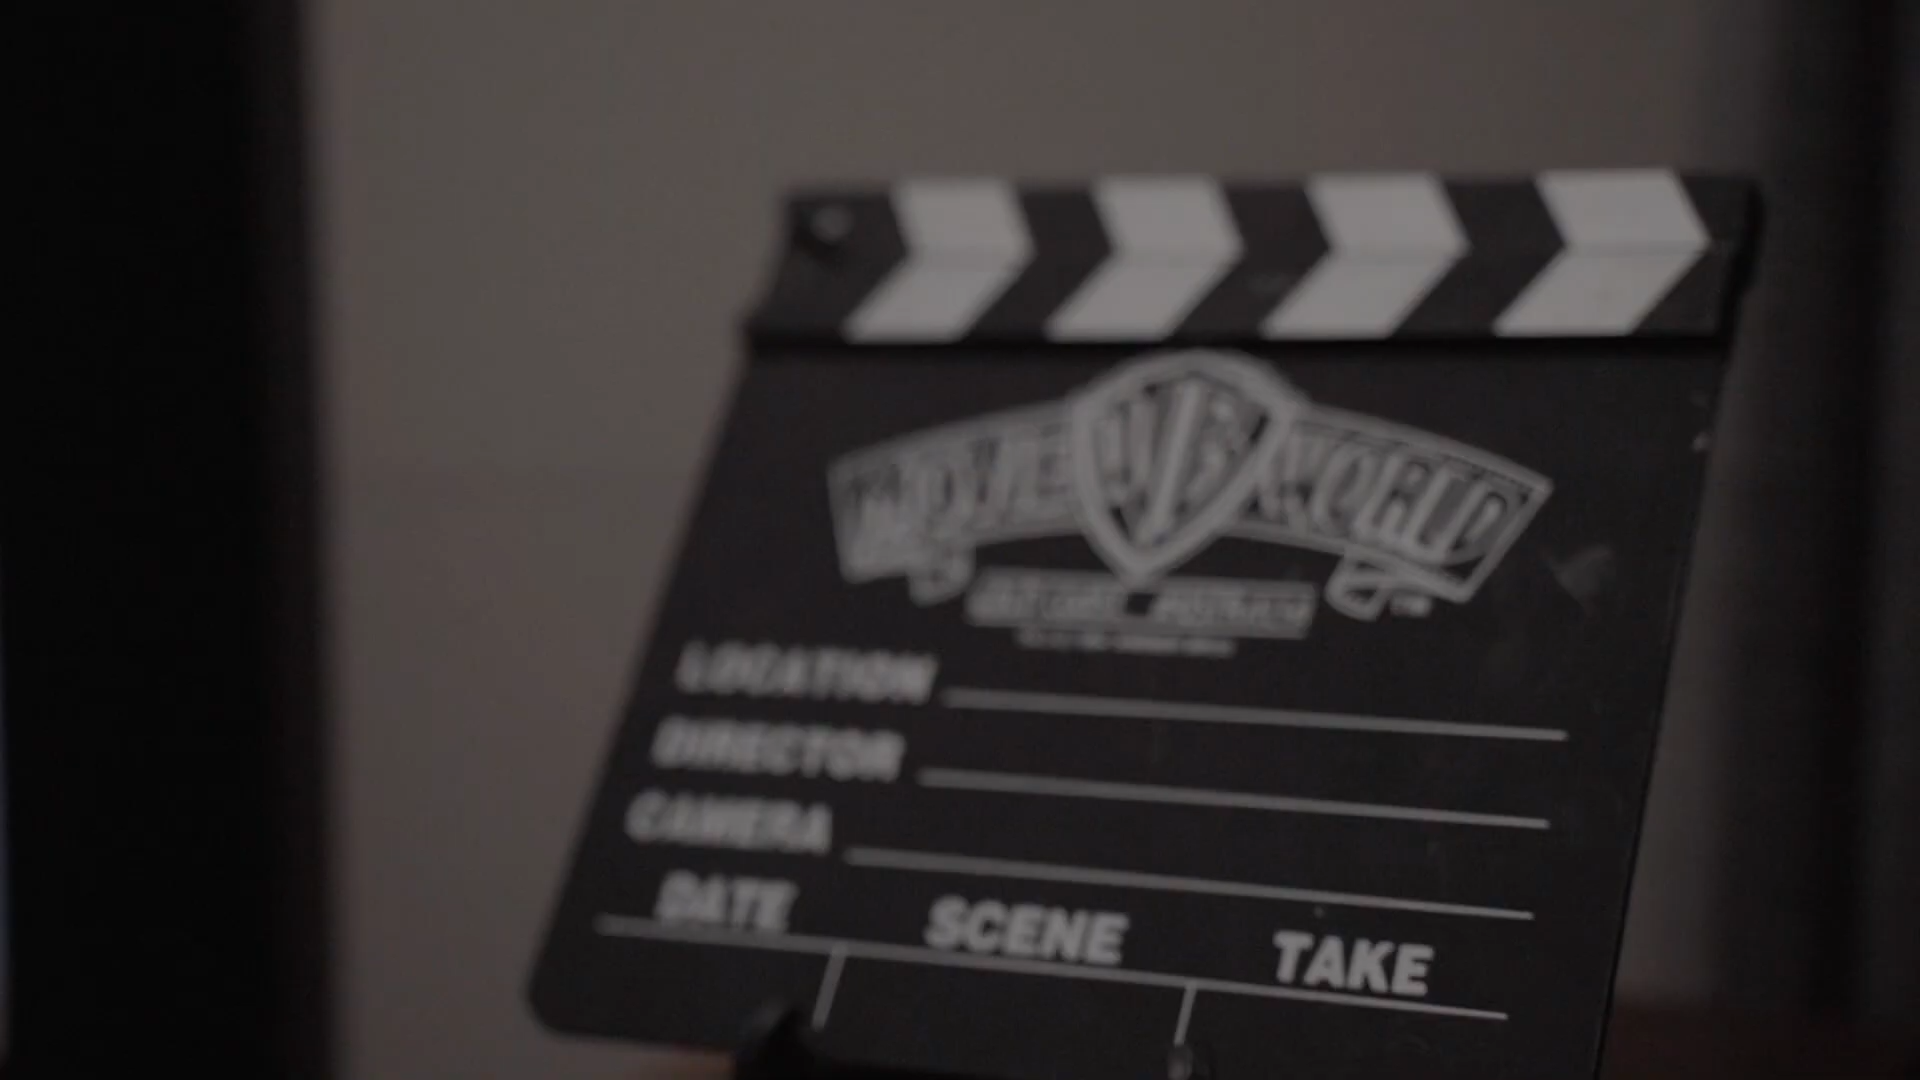 MOVIE WB WORLD
LOCATION
DIRECTOR
CAMERA
DATE SCENE TAKE